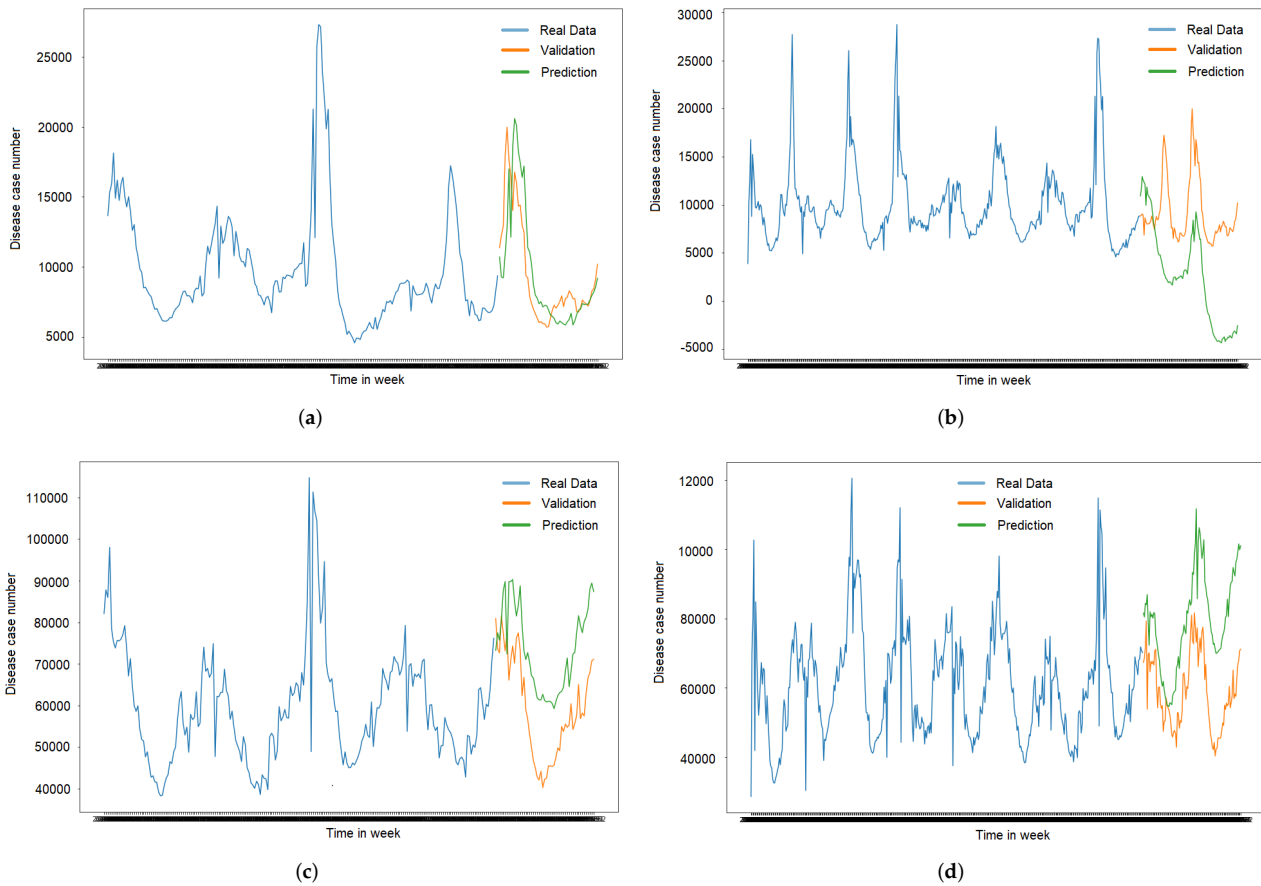 Real Data
Validation
Prediction
25000
20000
15000
10000
5000
Disease case number
Time in week
(a)
Real Data
Validation
Prediction
30000
25000
20000
15000
10000
5000
0
-5000
Disease case number
Time in week
(b)
Real Data
Validation
Prediction
110000
100000
90000
80000
70000
60000
50000
40000
Disease case number
Time in week
(c)
Real Data
Validation
Prediction
12000
10000
80000
60000
40000
Disease case number
Time in week
(d)